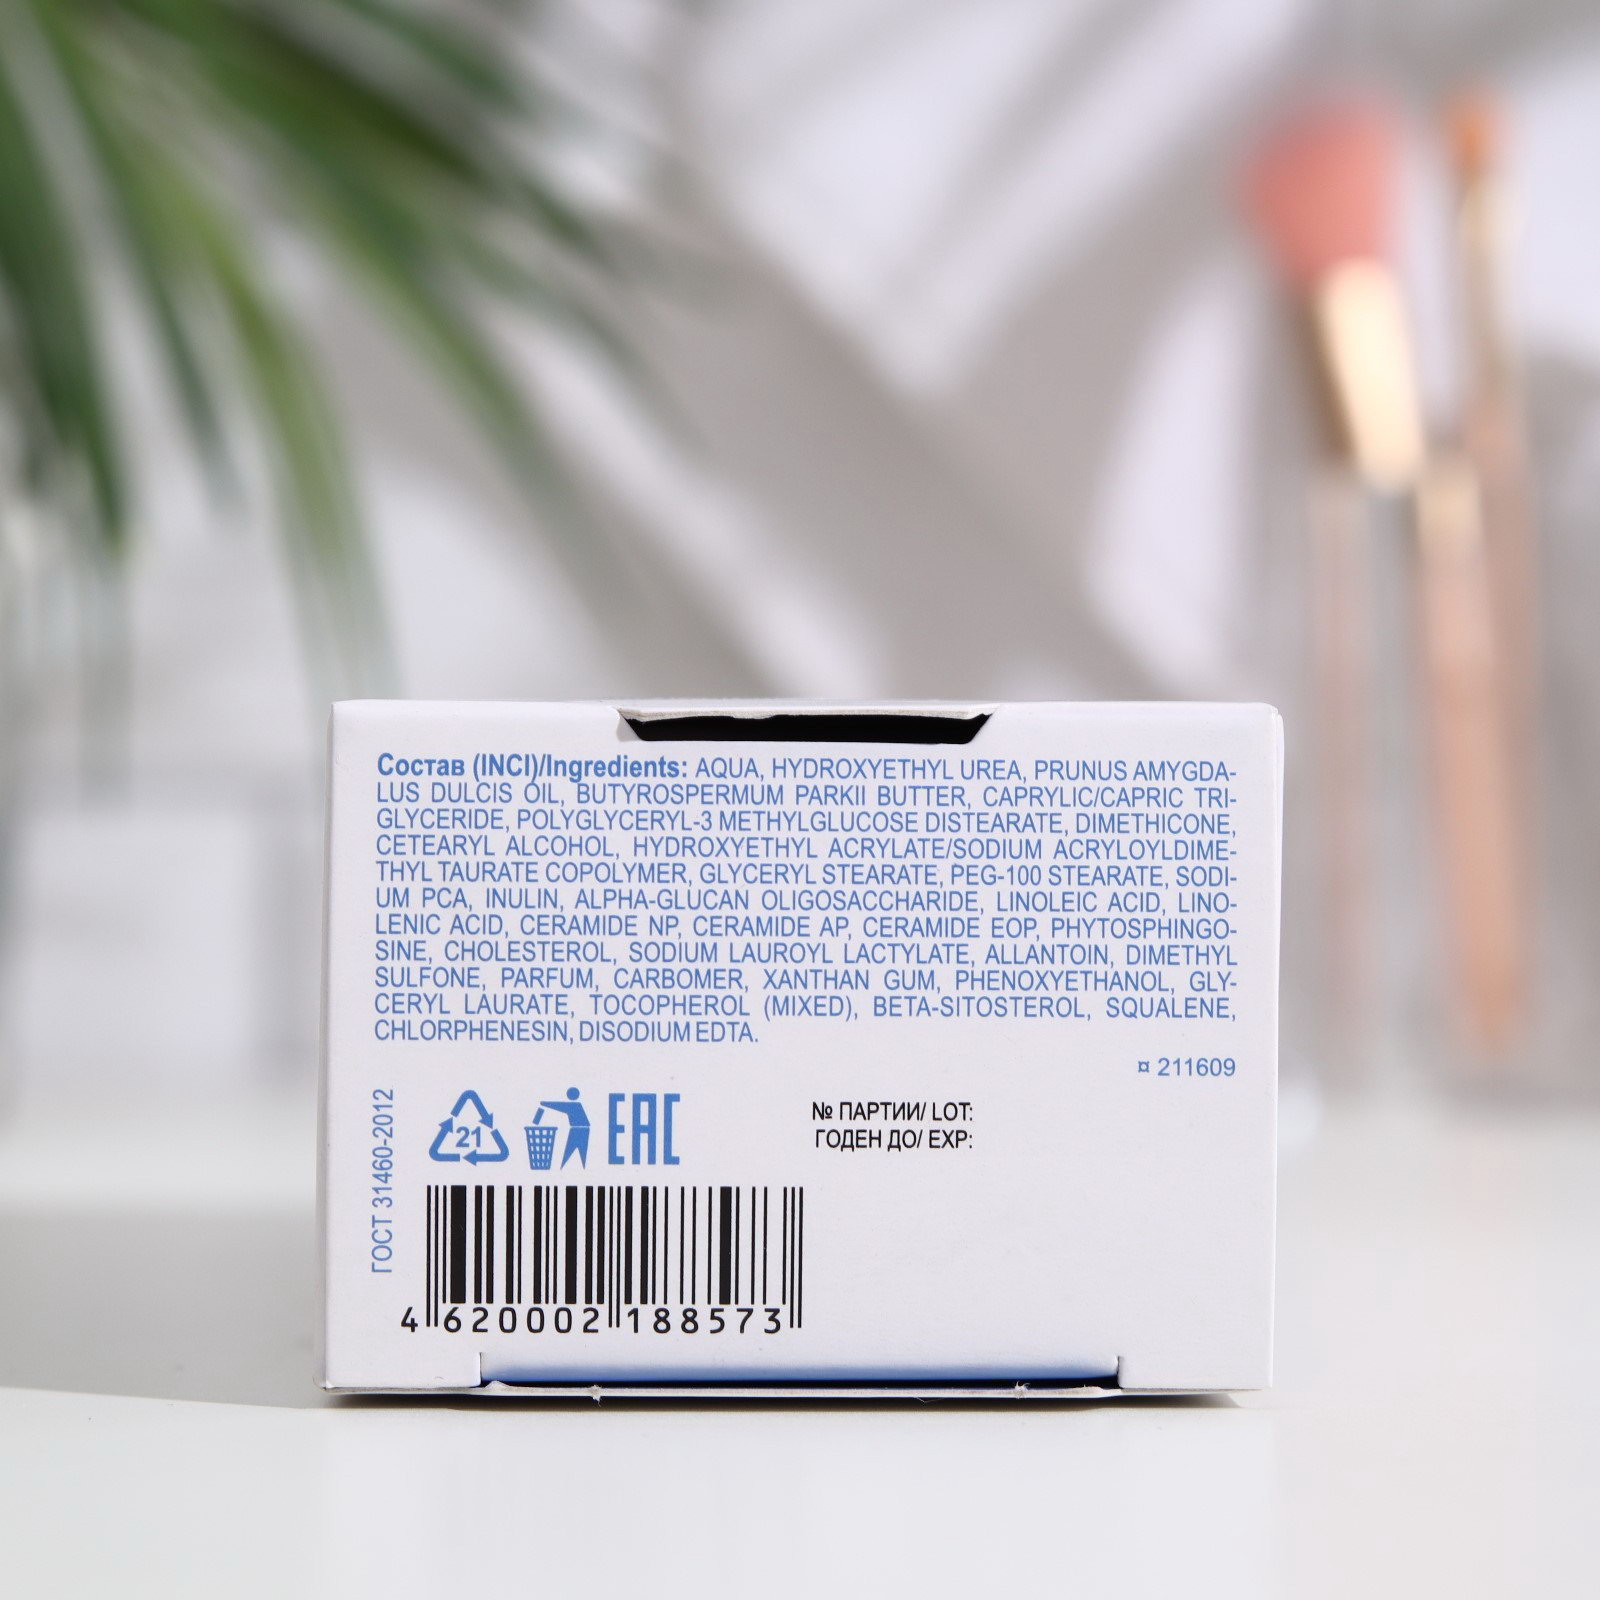 Состав (INCI)/Ingredients: AQUA, HYDROXYETHYL UREA, PRUNUS AMYGDA-
LUS DULCIS OIL, BUTYROSPERMUM PARKII BUTTER, CAPRYLIC/CAPRIC TRI-
GLYCERIDE, POLYGLYCERYL-3 METHYLGLUCOSE DISTEARATE, DIMETHICONE,
CETEARYL ALCOHOL, HYDROXYETHYL ACRYLATE/SODIUM ACRYLOYLDIME-
THYL TAURATE COPOLYMER, GLYCERYL STEARATE, PEG-100 STEARATE, SODI-
UM PCA, INULIN, ALPHA-GLUCAN OLIGOSACCHARIDE, LINOLEIC ACID, LINO-
LENIC ACID, CERAMIDE NP, CERAMIDE AP, CERAMIDE EOP, PHYTOSPHINGO-
SINE, CHOLESTEROL, SODIUM LAUROYL LACTYLATE, ALLANTOIN, DIMETHYL
SULFONE, PARFUM, CARBOMER, XANTHAN GUM, PHENOXYETHANOL, GLY-
CERYL LAURATE, TOCOPHEROL (MIXED), BETA-SITOSTEROL, SQUALENE,
CHLORPHENESIN, DISODIUM EDTA.
¤ 211609
ГОСТ 31460-2012
21
EAC
№ ПАРТИИ/ LOT:
ГОДЕН ДО/ EXP:
4 620002 188573